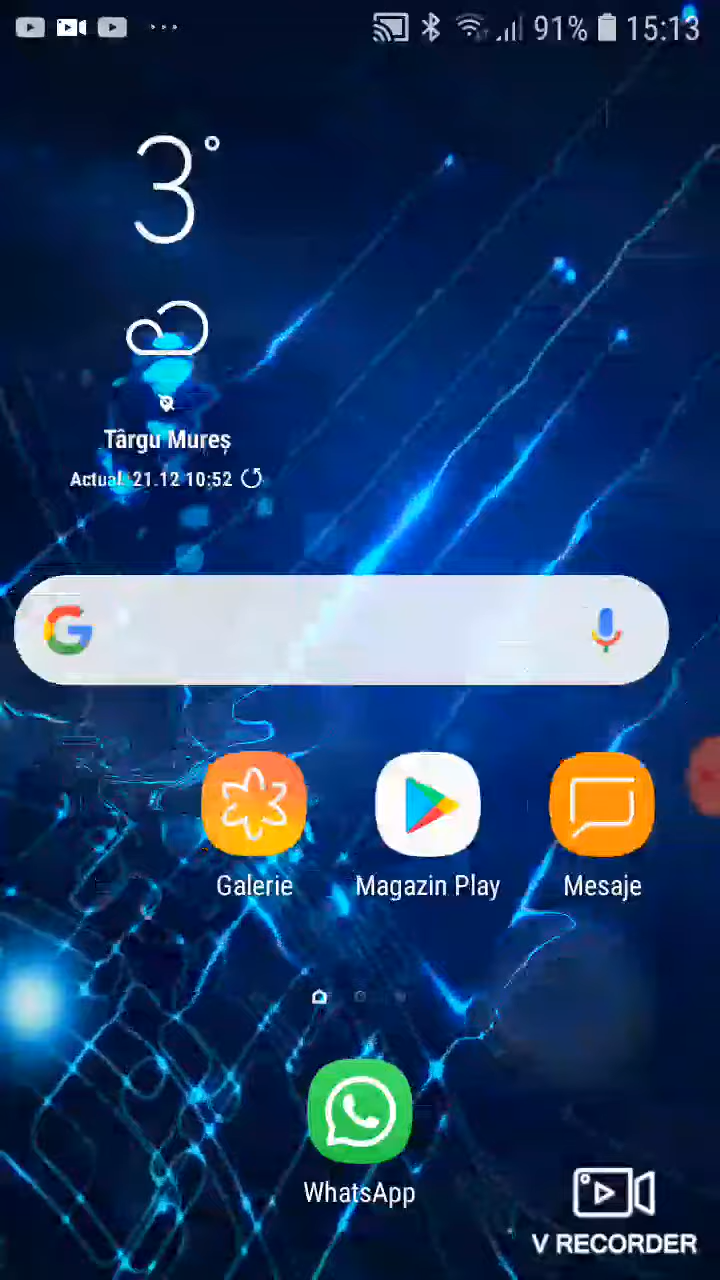 91% 15:13
3°
Târgu Mureș
Actual. 21.12 10:52
Galerie Magazin Play Mesaje
WhatsApp
V RECORDER